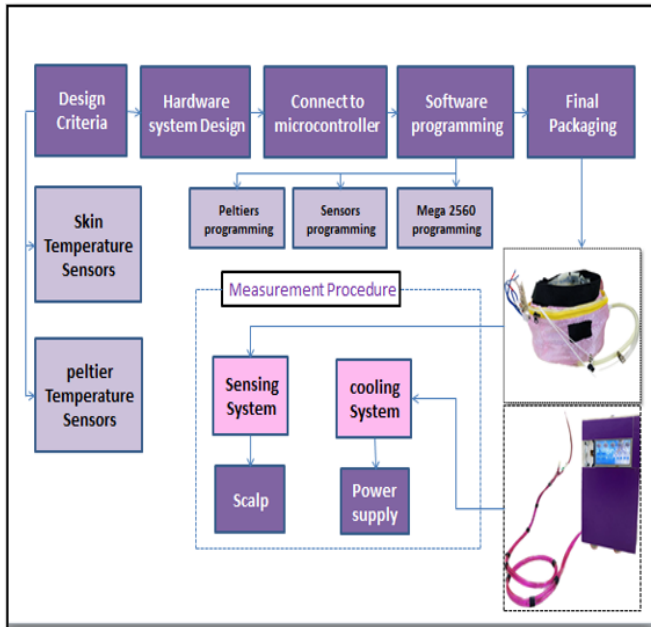 Design
Criteria
Hardware
system Design
Connect to
microcontroller
Software
programming
Final
Packaging
Skin
Temperature
Sensors
Peltiers
programming
Sensors
programming
Mega 2560
programming
Measurement Procedure
peltier
Temperature
Sensors
Sensing
System
cooling
System
Scalp
Power
supply